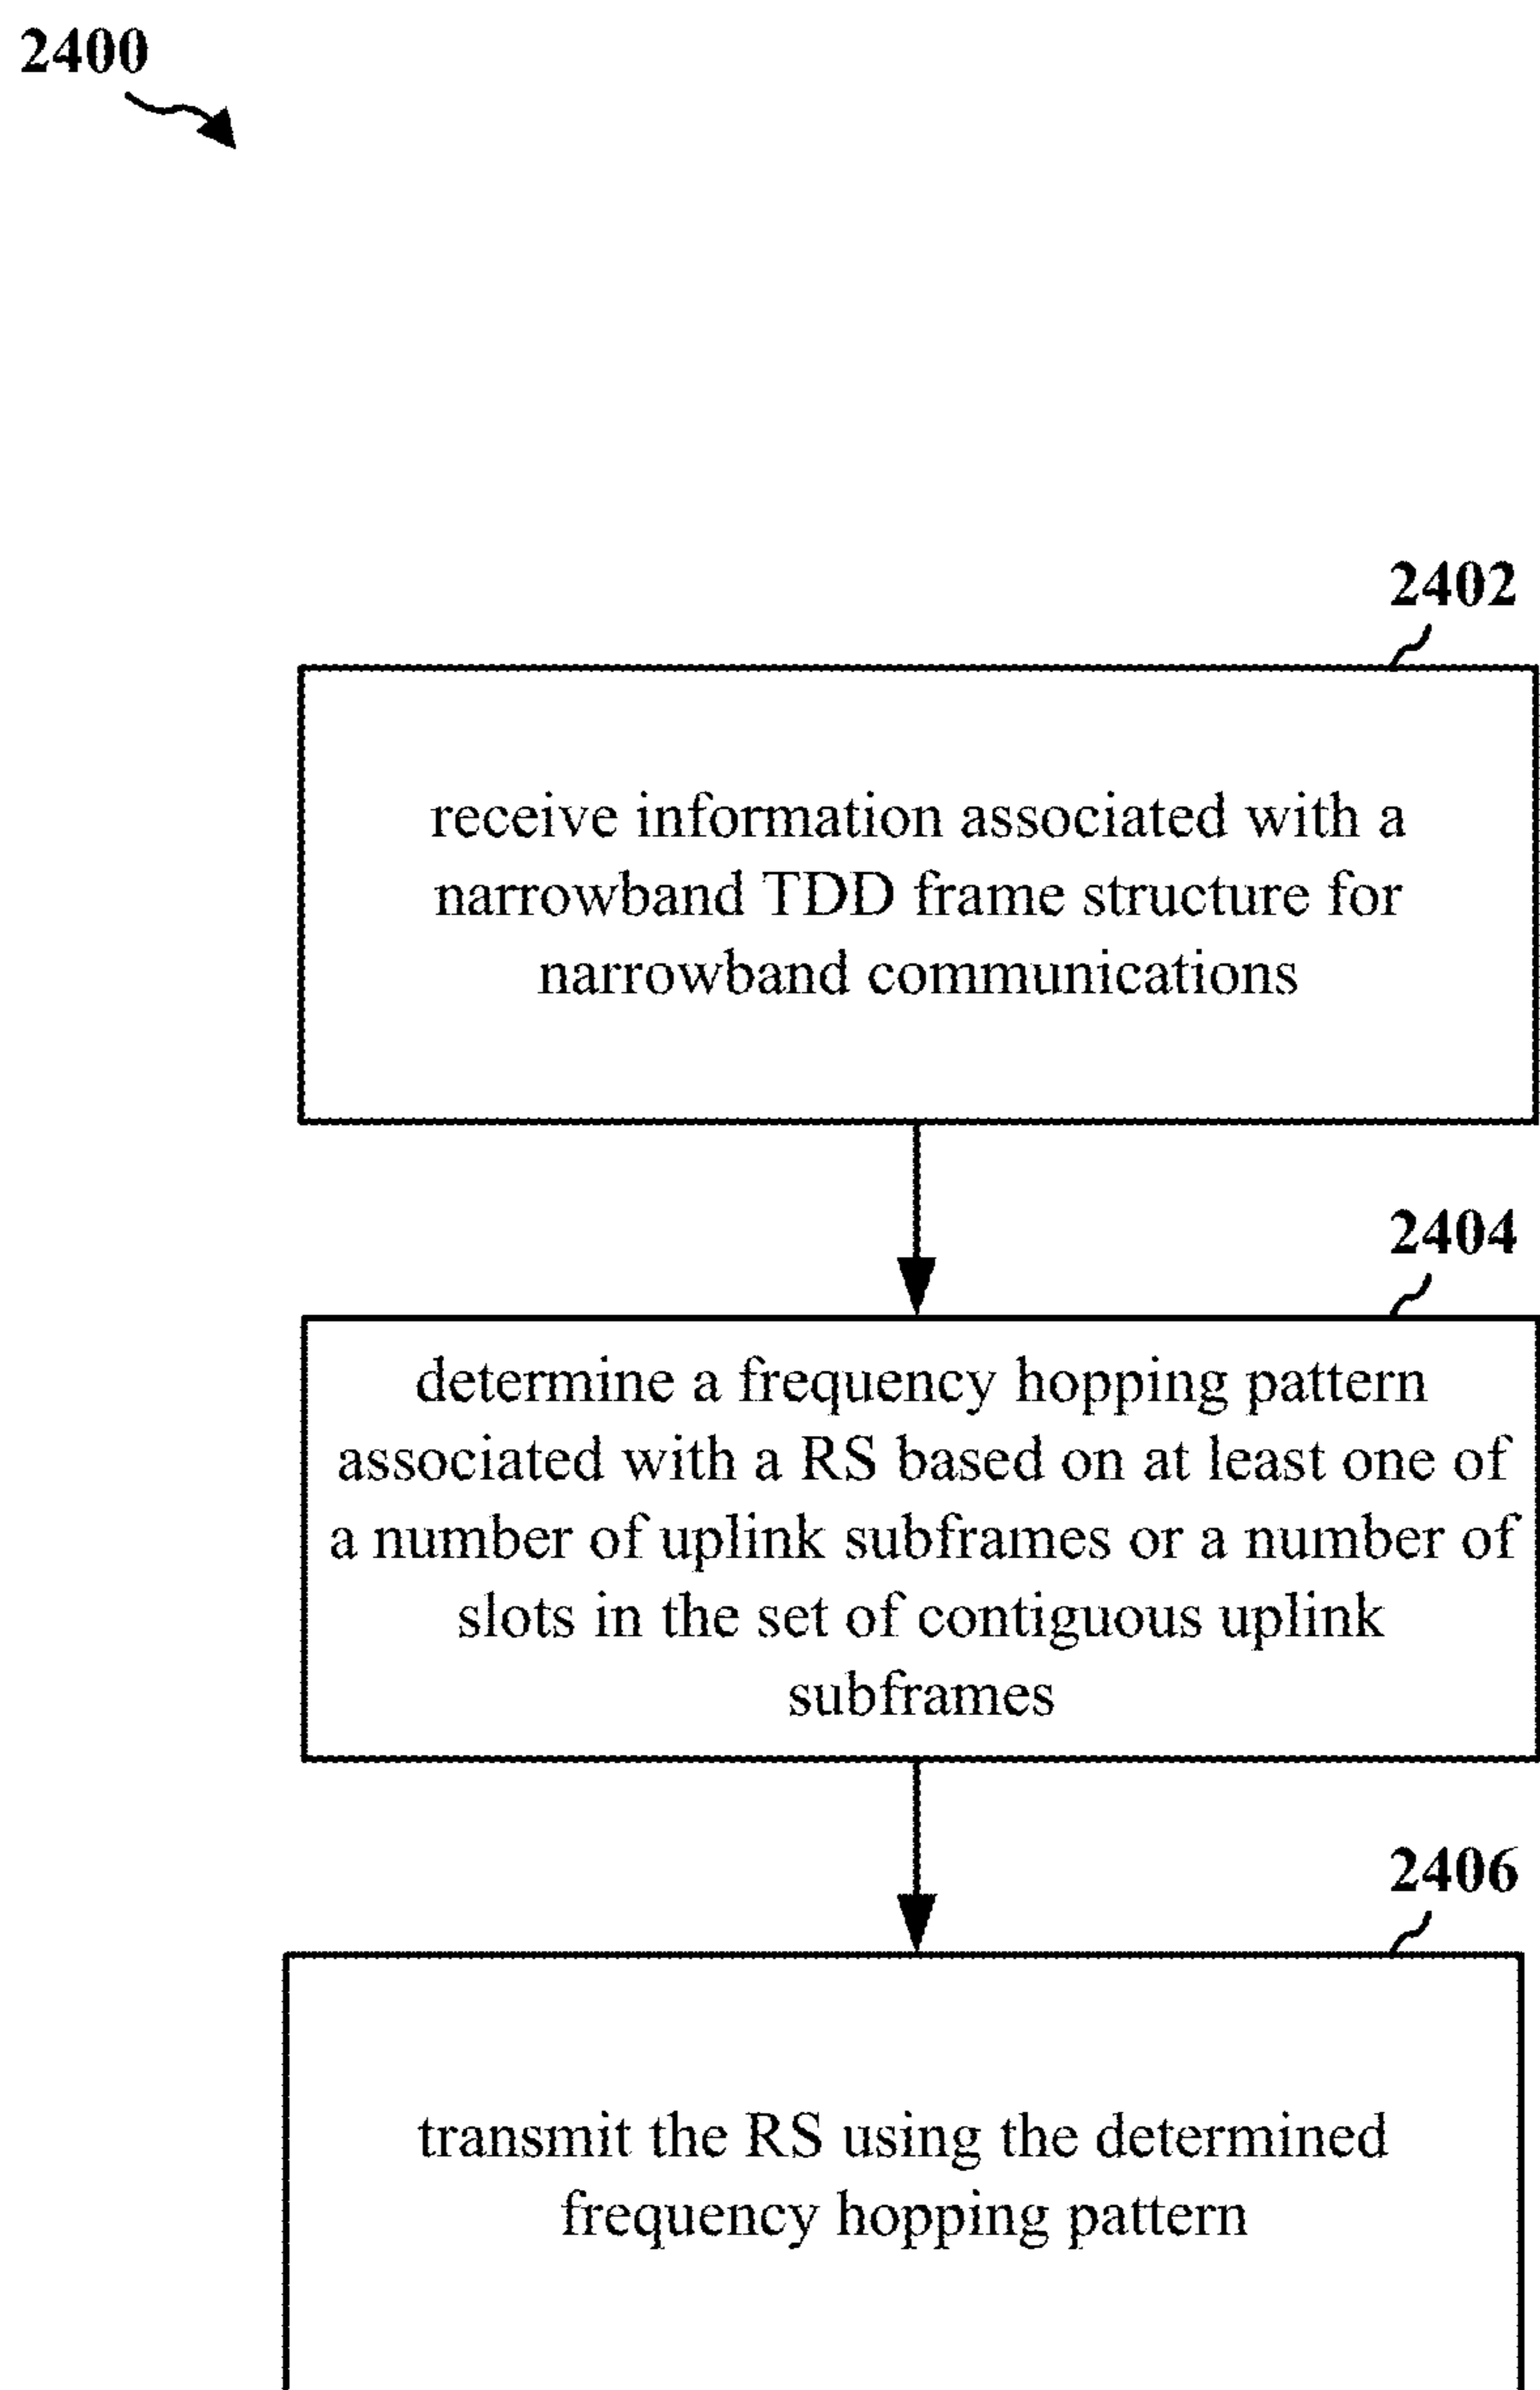 2400
2402
receive information associated with a
narrowband TDD frame structure for
narrowband communications
2404
determine a frequency hopping pattern
associated with a RS based on at least one of
a number of uplink subframes or a number of
slots in the set of contiguous uplink
subframes
2406
transmit the RS using the determined
frequency hopping pattern